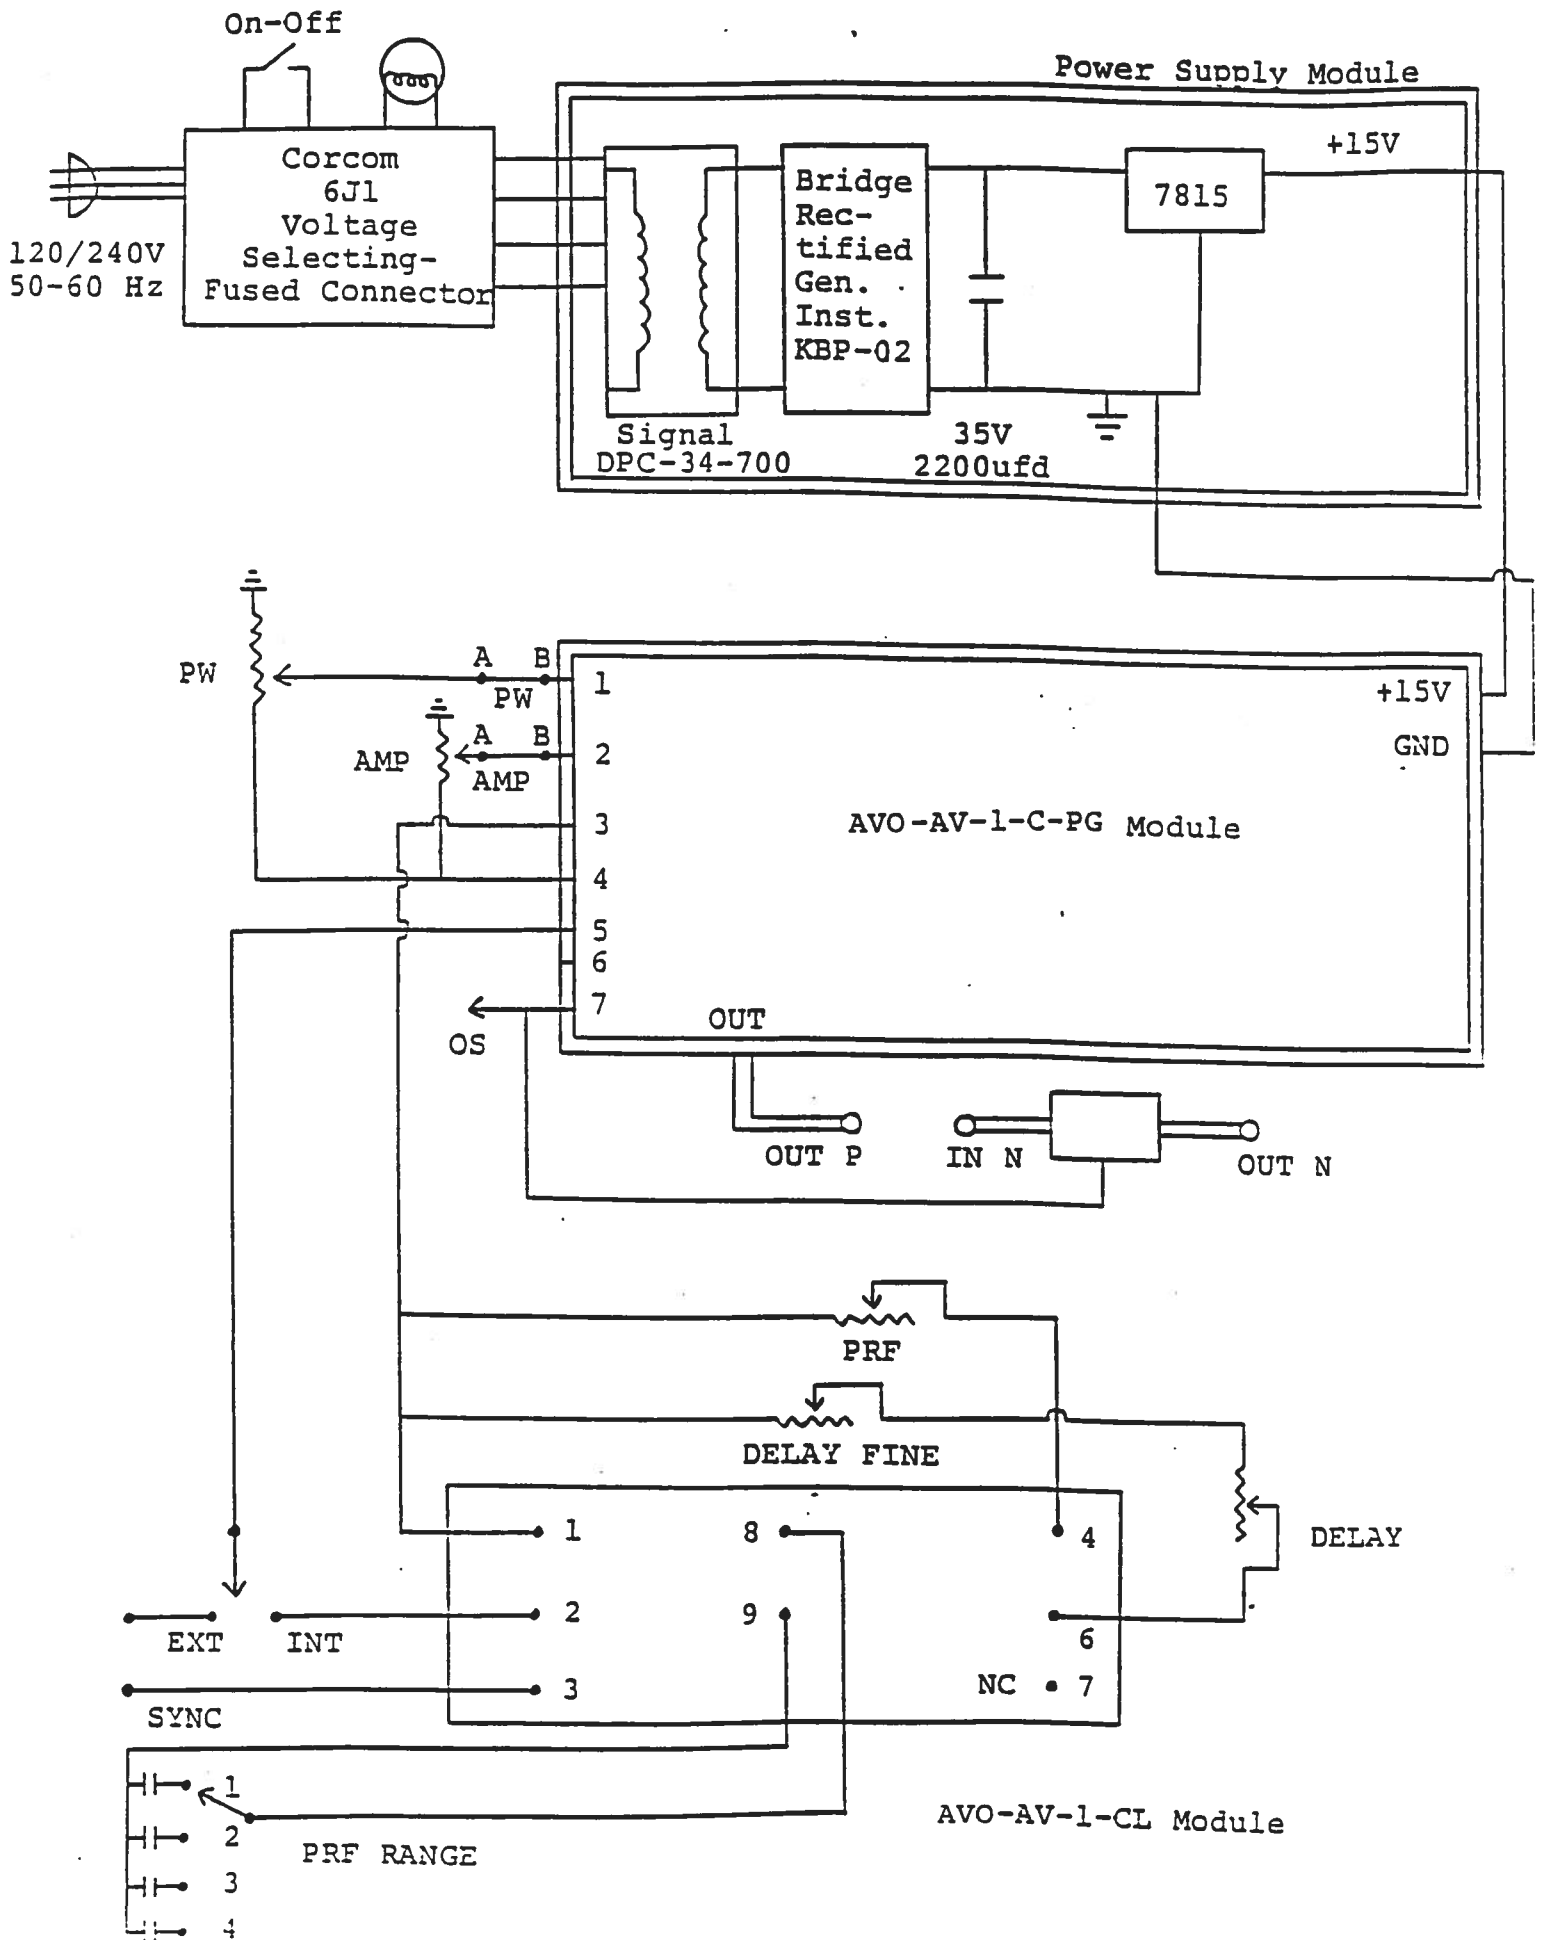 On-Off
Power Supply Module
Corcom
6J1
Voltage
Selecting-
Fused Connector
120/240V
50-60 Hz
Bridge
Rec-
tified
Gen.
Inst.
KBP-02
7815
+15V
Signal
DPC-34-700
35V
2200ufd
PW
A B
PW
1
+15V
AMP
A B
AMP
2
GND
3
AVO-AV-1-C-PG Module
4
5
6
7
OS
OUT
OUT P
IN N
OUT N
PRF
DELAY FINE
1
8
4
DELAY
EXT
INT
2
9
6
SYNC
3
NC
7
1
2
3
4
PRF RANGE
AVO-AV-1-CL Module